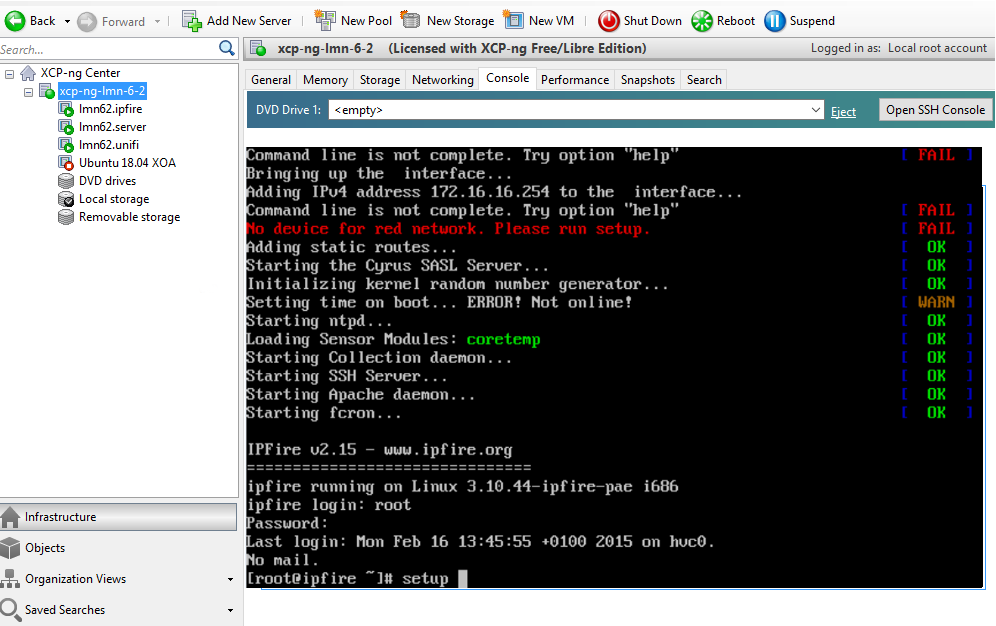 Back Forward Add New Server New Pool New Storage New VM Shut Down Reboot Suspend
Search...
xcp-ng-lmn-6-2 (Licensed with XCP-ng Free/Libre Edition) Logged in as: Local root account
XCP-ng Center
xcp-ng-lmn-6-2
lmn62.ipfire
lmn62.server
lmn62.unifi
Ubuntu 18.04 XOA
DVD drives
Local storage
Removable storage
General Memory Storage Networking Console Performance Snapshots Search
DVD Drive 1: <empty> Eject Open SSH Console
Command line is not complete. Try option "help" [ FAIL ]
Bringing up the  interface...
Adding IPv4 address 172.16.16.254 to the  interface...
Command line is not complete. Try option "help" [ FAIL ]
No device for red network. Please run setup. [ FAIL ]
Adding static routes... [ OK ]
Starting the Cyrus SASL Server... [ OK ]
Initializing kernel random number generator... [ OK ]
Setting time on boot... ERROR! Not online! [ WARN ]
Starting ntpd... [ OK ]
Loading Sensor Modules: coretemp [ OK ]
Starting Collection daemon... [ OK ]
Starting SSH Server... [ OK ]
Starting Apache daemon... [ OK ]
Starting fcron... [ OK ]
IPFire v2.15 - www.ipfire.org
===============================
ipfire running on Linux 3.10.44-ipfire-pae i686
ipfire login: root
Password:
Last login: Mon Feb 16 13:45:55 +0100 2015 on hvc0.
No mail.
[root@ipfire ~]# setup
Infrastructure
Objects
Organization Views
Saved Searches